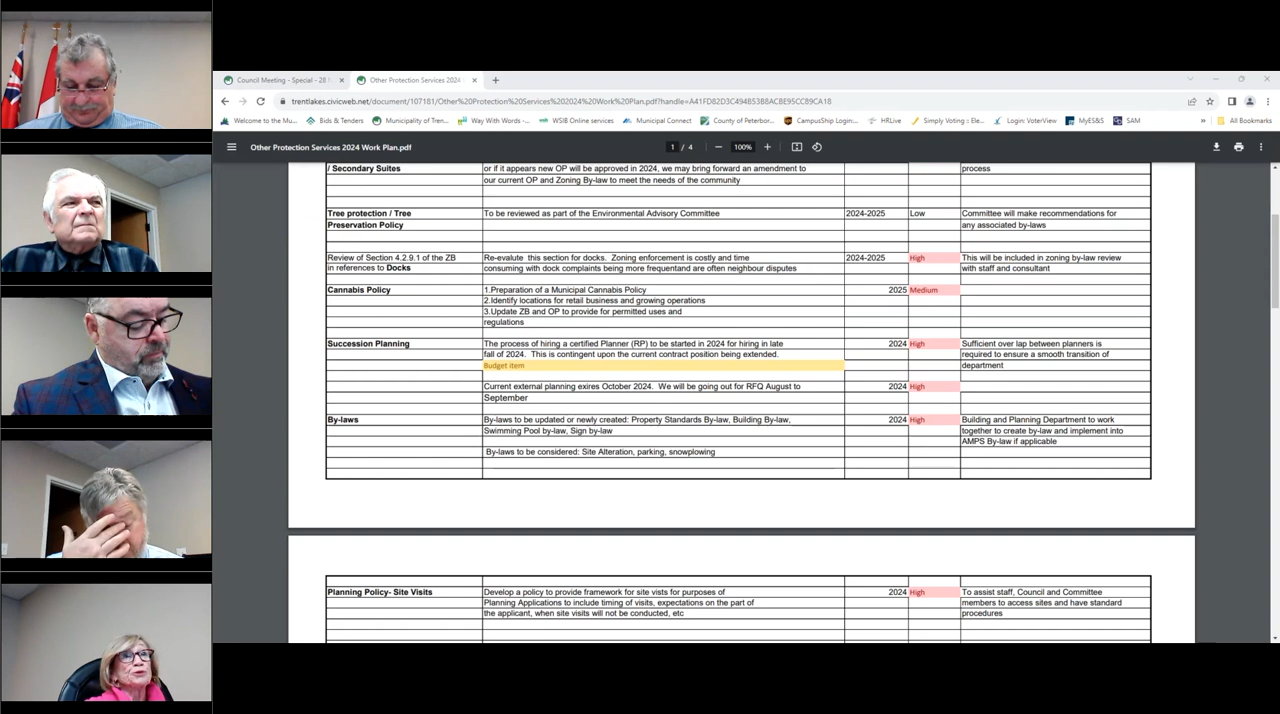 Council Meeting - Special - 28
Other Protection Services 2024
trentlakes.civicweb.net/document/107181/Other%20Protection%20Services%202024%20Work%20Plan.pdf?handle=A41FD82D3C494B53B8ACBE95CC89CA18
Welcome to the Mu... Bids & Tenders Municipality of Tren... Way With Words -... WSIB Online services Municipal Connect County of Peterbor... CampusShip Login... HRLive Simply Voting :: Ele... Login: VoterView MyES&S SAM » All Bookmarks
Other Protection Services 2024 Work Plan.pdf 1 / 4 100%
/ Secondary Suites or if it appears new OP will be approved in 2024, we may bring forward an amendment to process
our current OP and Zoning By-law to meet the needs of the community
Tree protection / Tree To be reviewed as part of the Environmental Advisory Committee 2024-2025 Low Committee will make recommendations for
Preservation Policy any associated by-laws
Review of Section 4.2.9.1 of the ZB Re-evaluate this section for docks. Zoning enforcement is costly and time 2024-2025 High This will be included in zoning by-law review
in references to Docks consuming with dock complaints being more frequentand are often neighbour disputes with staff and consultant
Cannabis Policy 1.Preparation of a Municipal Cannabis Policy 2025 Medium
2.Identify locations for retail business and growing operations
3.Update ZB and OP to provide for permitted uses and
regulations
Succession Planning The process of hiring a certified Planner (RP) to be started in 2024 for hiring in late 2024 High Sufficient over lap between planners is
fall of 2024. This is contingent upon the current contract position being extended. required to ensure a smooth transition of
Budget item department
Current external planning expires October 2024. We will be going out for RFQ August to 2024 High
September
By-laws By-laws to be updated or newly created: Property Standards By-law, Building By-law, 2024 High Building and Planning Department to work
Swimming Pool by-law, Sign by-law together to create by-law and implement into
AMPS By-law if applicable
By-laws to be considered: Site Alteration, parking, snowplowing
Planning Policy- Site Visits Develop a policy to provide framework for site vists for purposes of 2024 High To assist staff, Council and Committee
Planning Applications to include timing of visits, expectations on the part of members to access sites and have standard
the applicant, when site visits will not be conducted, etc procedures